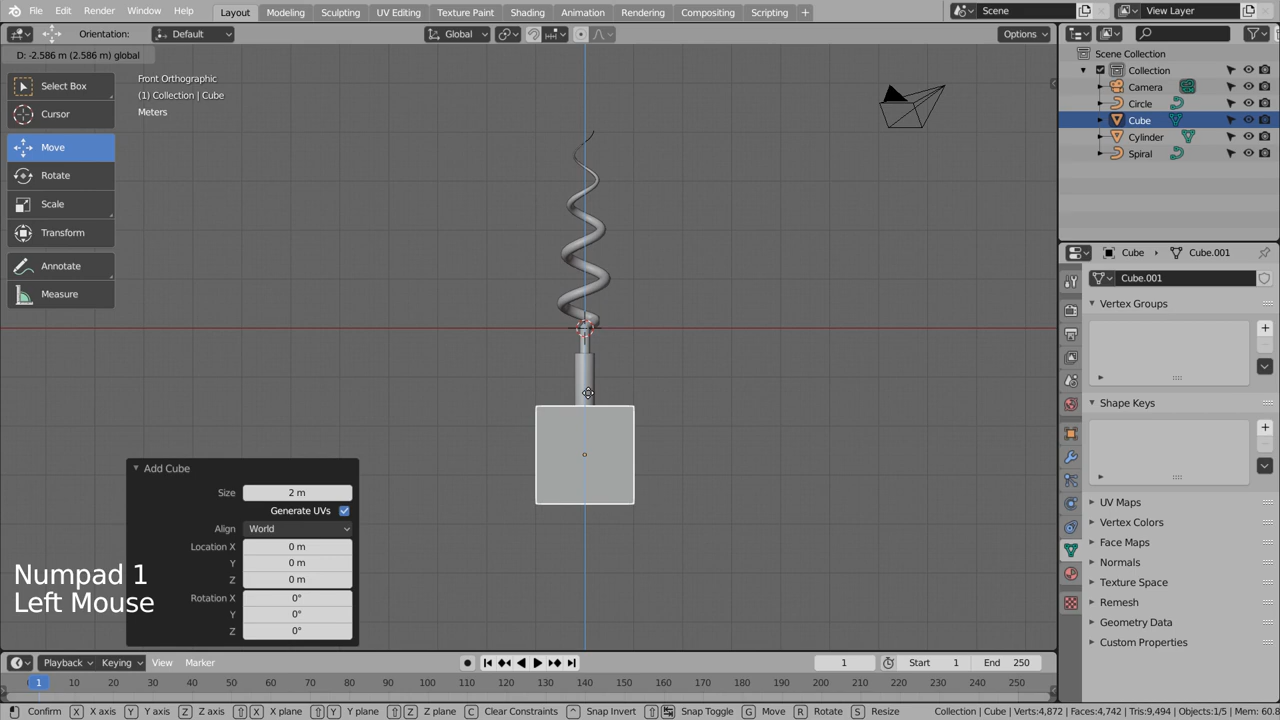 File Edit Render Window Help Layout Modeling Sculpting UV Editing Texture Paint Shading Animation Rendering Compositing Scripting + Scene View Layer
Orientation: Default Global Options
D: -2.586 m (2.586 m) global
Select Box
Cursor
Move
Rotate
Scale
Transform
Annotate
Measure
Front Orthographic
(1) Collection | Cube
Meters
Add Cube
Size 2 m
Generate UVs
Align World
Location X 0 m
Y 0 m
Z 0 m
Rotation X 0°
Y 0°
Z 0°
Numpad 1
Left Mouse
Scene Collection
Collection
Camera
Circle
Cube
Cylinder
Spiral
Cube Cube.001
Cube.001
Vertex Groups
Shape Keys
UV Maps
Vertex Colors
Face Maps
Normals
Texture Space
Remesh
Geometry Data
Custom Properties
Playback Keying View Marker 1 Start 1 End 250
1 10 20 30 40 50 60 70 80 90 100 110 120 130 140 150 160 170 180 190 200 210 220 230 240 250
Confirm X X axis Y Y axis Z Z axis X X plane Y Y plane Z Z plane C Clear Constraints ^ Snap Invert Snap Toggle G Move R Rotate S Resize Collection | Cube | Verts:4,872 | Faces:4,742 | Tris:9,494 | Objects:1/5 | Mem: 60.8